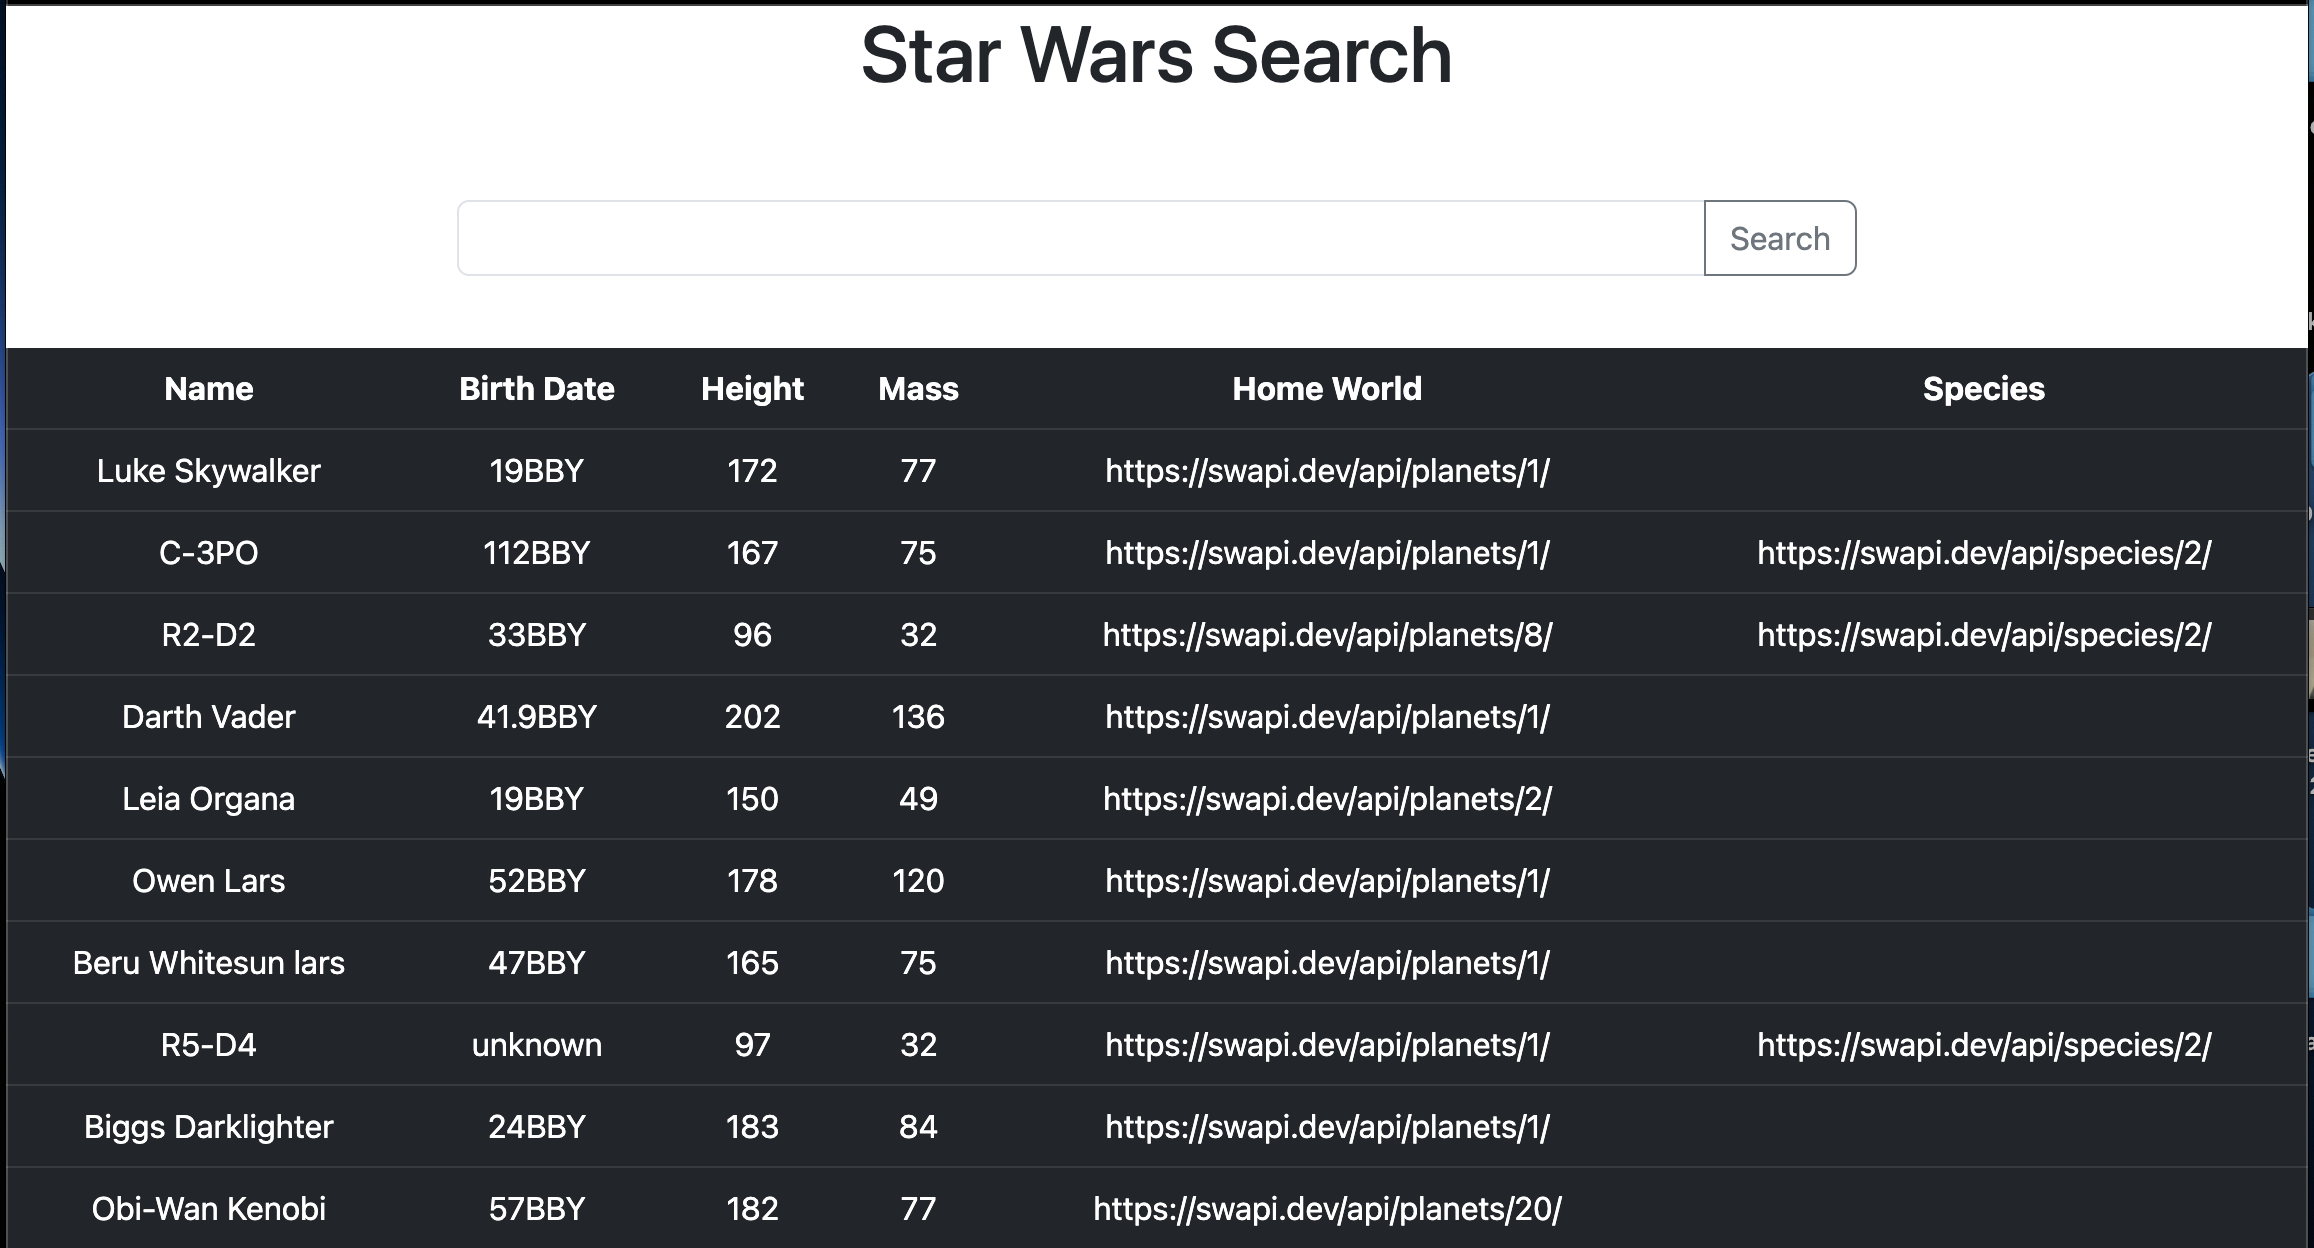 Star Wars Search
Search
Name Birth Date Height Mass Home World Species
Luke Skywalker 19BBY 172 77 https://swapi.dev/api/planets/1/
C-3PO 112BBY 167 75 https://swapi.dev/api/planets/1/ https://swapi.dev/api/species/2/
R2-D2 33BBY 96 32 https://swapi.dev/api/planets/8/ https://swapi.dev/api/species/2/
Darth Vader 41.9BBY 202 136 https://swapi.dev/api/planets/1/
Leia Organa 19BBY 150 49 https://swapi.dev/api/planets/2/
Owen Lars 52BBY 178 120 https://swapi.dev/api/planets/1/
Beru Whitesun lars 47BBY 165 75 https://swapi.dev/api/planets/1/
R5-D4 unknown 97 32 https://swapi.dev/api/planets/1/ https://swapi.dev/api/species/2/
Biggs Darklighter 24BBY 183 84 https://swapi.dev/api/planets/1/
Obi-Wan Kenobi 57BBY 182 77 https://swapi.dev/api/planets/20/